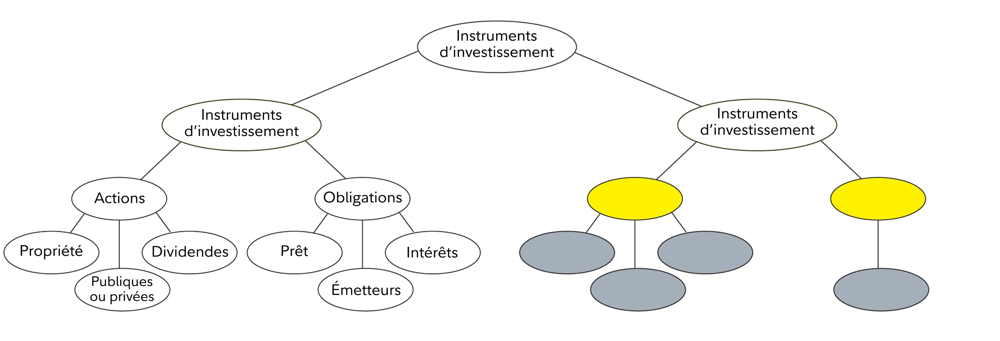 Instruments
d’investissement
Instruments
d’investissement
Instruments
d’investissement
Actions
Obligations
Propriété
Dividendes
Prêt
Intérêts
Publiques
ou privées
Émetteurs